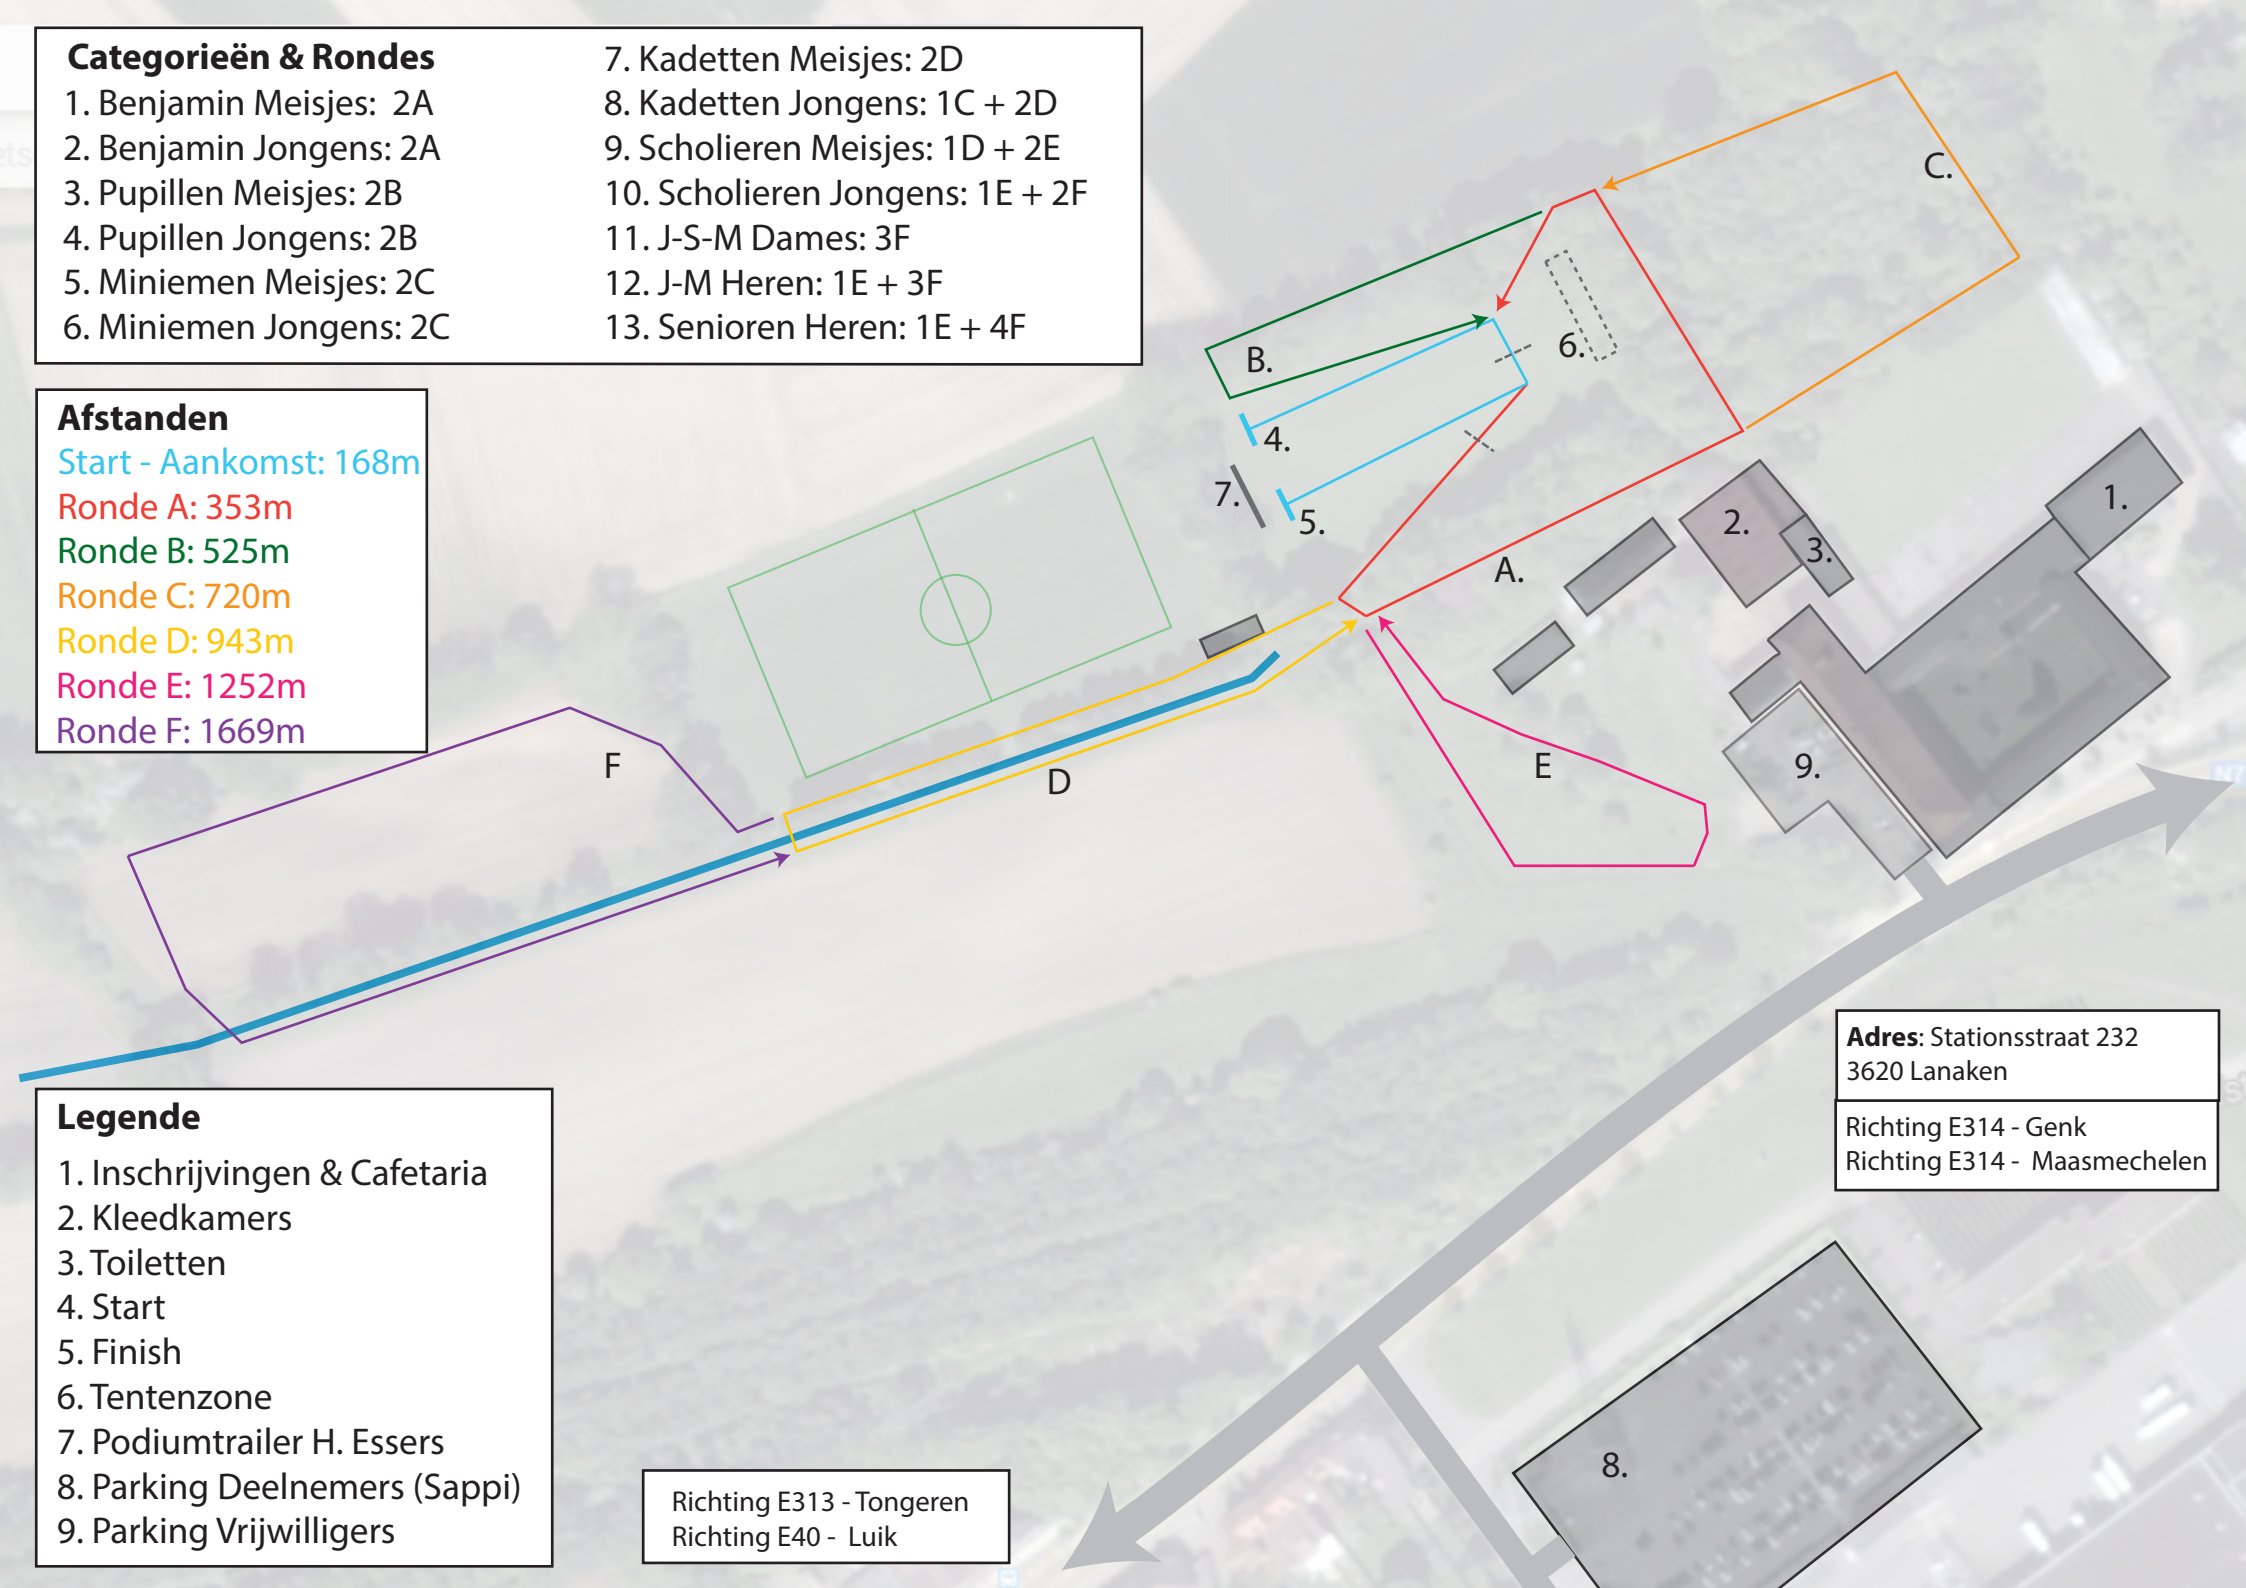 Categorieën & Rondes
1. Benjamin Meisjes: 2A
2. Benjamin Jongens: 2A
3. Pupillen Meisjes: 2B
4. Pupillen Jongens: 2B
5. Miniemen Meisjes: 2C
6. Miniemen Jongens: 2C
7. Kadetten Meisjes: 2D
8. Kadetten Jongens: 1C + 2D
9. Scholieren Meisjes: 1D + 2E
10. Scholieren Jongens: 1E + 2F
11. J-S-M Dames: 3F
12. J-M Heren: 1E + 3F
13. Senioren Heren: 1E + 4F
Afstanden
Start - Aankomst: 168m
Ronde A: 353m
Ronde B: 525m
Ronde C: 720m
Ronde D: 943m
Ronde E: 1252m
Ronde F: 1669m
C.
6.
B.
4.
7.
5.
1.
2.
3.
A.
F
D
E
9.
N7
Adres: Stationsstraat 232
3620 Lanaken
Richting E314 - Genk
Richting E314 - Maasmechelen
Legende
1. Inschrijvingen & Cafetaria
2. Kleedkamers
3. Toiletten
4. Start
5. Finish
6. Tentenzone
7. Podiumtrailer H. Essers
8. Parking Deelnemers (Sappi)
9. Parking Vrijwilligers
8.
Richting E313 - Tongeren
Richting E40 - Luik